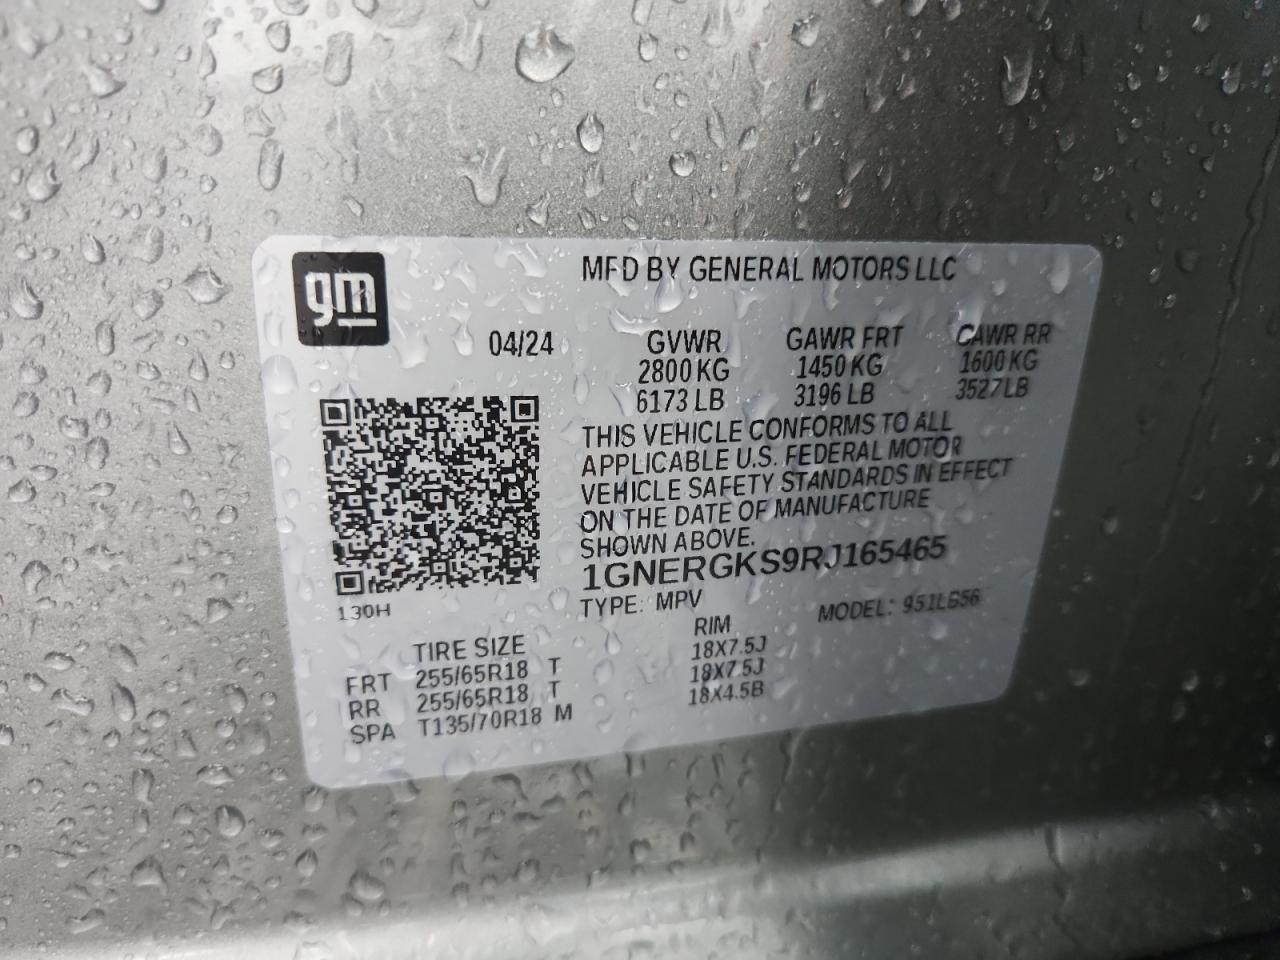 gm
MFD BY GENERAL MOTORS LLC
04/24 GVWR GAWR FRT GAWR RR
2800 KG 1450 KG 1600 KG
6173 LB 3196 LB 3527 LB
THIS VEHICLE CONFORMS TO ALL
APPLICABLE U.S. FEDERAL MOTOR
VEHICLE SAFETY STANDARDS IN EFFECT
ON THE DATE OF MANUFACTURE
SHOWN ABOVE.
1GNERGKS9RJ165465
130H
TYPE: MPV MODEL:
TIRE SIZE RIM
FRT 255/65R18 T 18X7.5J
RR 255/65R18 T 18X7.5J
SPA T135/70R18 M 18X4.5B